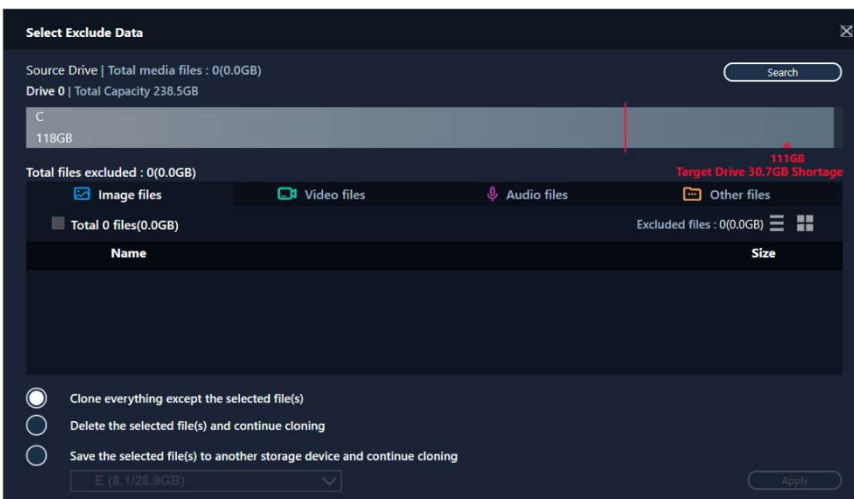 Select Exclude Data
Source Drive | Total media files : 0(0.0GB)
Search
Drive 0 | Total Capacity 238.5GB
C
118GB
111GB
Total files excluded : 0(0.0GB)
Target Drive 30.7GB Shortage
Image files
Video files
Audio files
Other files
Total 0 files(0.0GB)
Excluded files : 0(0.0GB)
Name
Size
Clone everything except the selected file(s)
Delete the selected file(s) and continue cloning
Save the selected file(s) to another storage device and continue cloning
E (8.1/28.9GB)
Apply